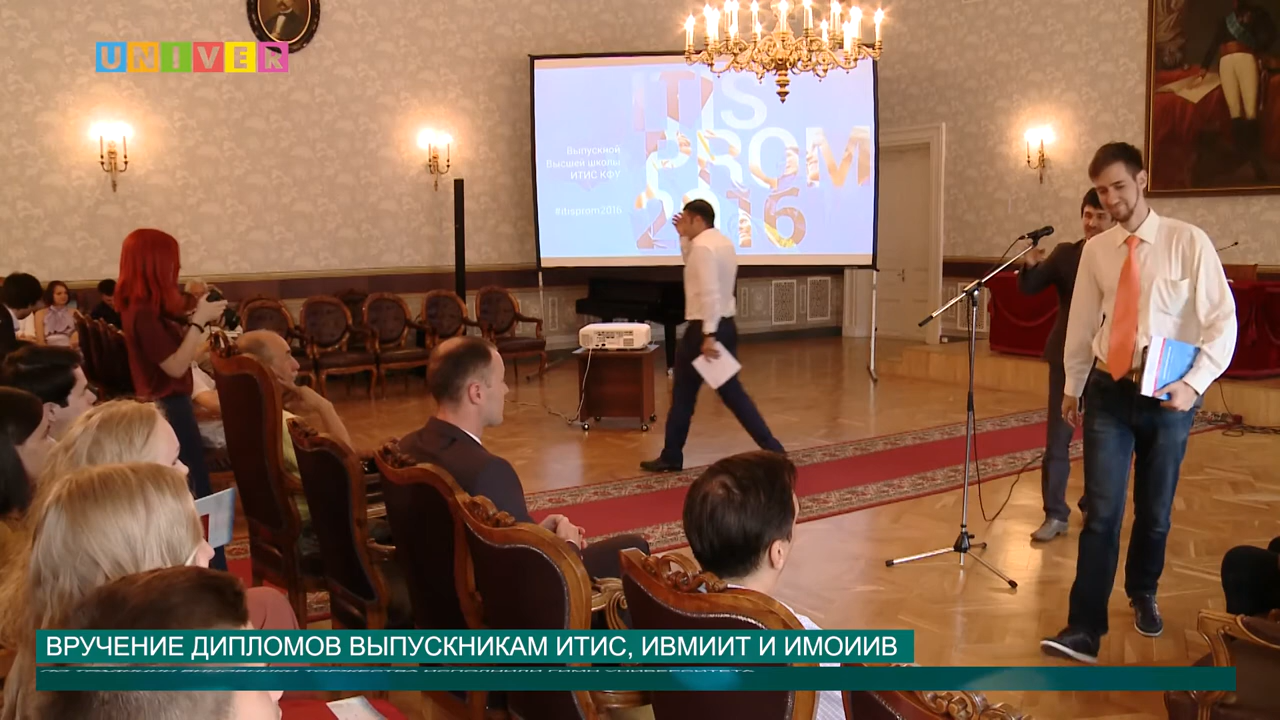 UNIVER
ITIS
PROM
2016
Выпускной
Высшей школы
ИТИС КФУ
#itisprom2016
ВРУЧЕНИЕ ДИПЛОМОВ ВЫПУСКНИКАМ ИТИС, ИВМИИТ И ИМОИИВ